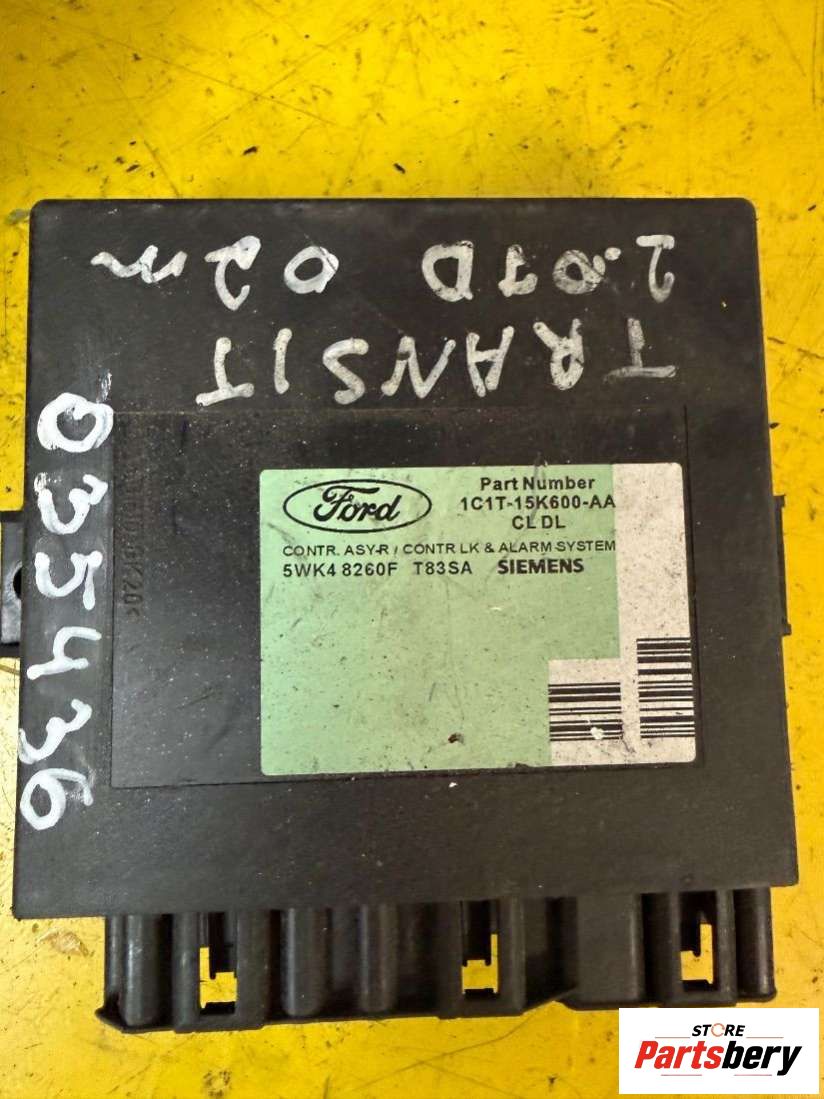 2.0TD 02m
TRANSIT
0355436
Ford
Part Number
1C1T-15K600-AA
CL DL
CONTR. ASY-R / CONTR LK & ALARM SYSTEM
5WK4 8260F T83SA SIEMENS
STORE
Partsbery